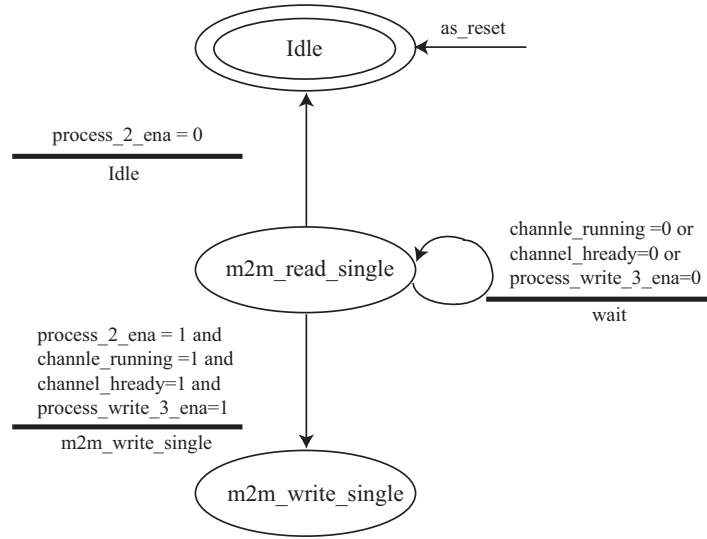 as_reset
Idle
process_2_ena = 0
Idle
channle_running =0 or
channel_hready=0 or
process_write_3_ena=0
wait
m2m_read_single
process_2_ena = 1 and
channle_running =1 and
channel_hready=1 and
process_write_3_ena=1
m2m_write_single
m2m_write_single